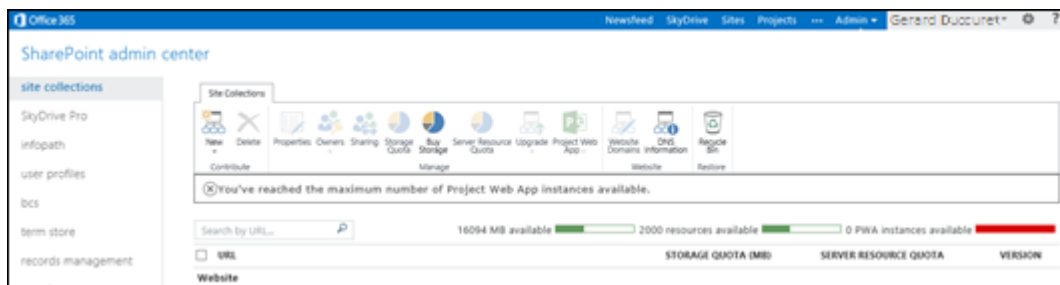 Office 365 Newsfeed SkyDrive Sites Projects ••• Admin Gerard Duccuret ?
SharePoint admin center
site collections
SkyDrive Pro
infopath
user profiles
bcs
term store
records management
Site Collections
New Delete Properties Owners Sharing Storage Quota Buy Storage Server Resource Quota Upgrade Project Web App Website Domains DNS Information Recycle Bin
Contribute Manage Website Restore
You've reached the maximum number of Project Web App instances available.
Search by URL... 16094 MB available 2000 resources available 0 PWA instances available
URL STORAGE QUOTA (MB) SERVER RESOURCE QUOTA VERSION
Website